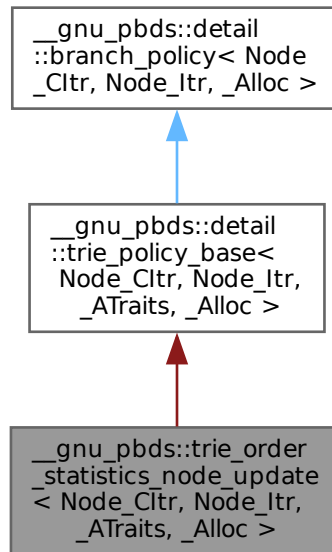 __gnu_pbds::detail
::branch_policy< Node
_CItr, Node_Itr, _Alloc >
__gnu_pbds::detail
::trie_policy_base<
Node_CItr, Node_Itr,
_ATraits, _Alloc >
__gnu_pbds::trie_order
_statistics_node_update
< Node_CItr, Node_Itr,
_ATraits, _Alloc >